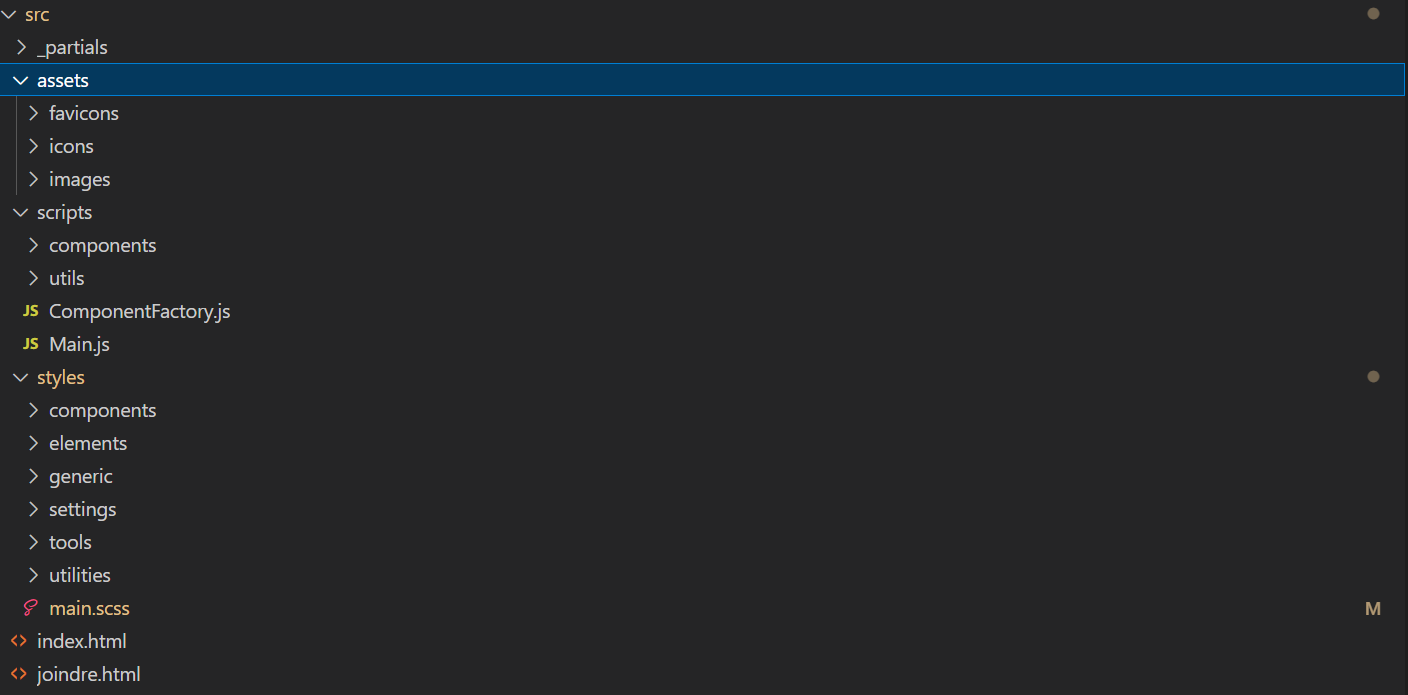 src
_partials
assets
favicons
icons
images
scripts
components
utils
JS ComponentFactory.js
JS Main.js
styles
components
elements
generic
settings
tools
utilities
main.scss M
index.html
joindre.html